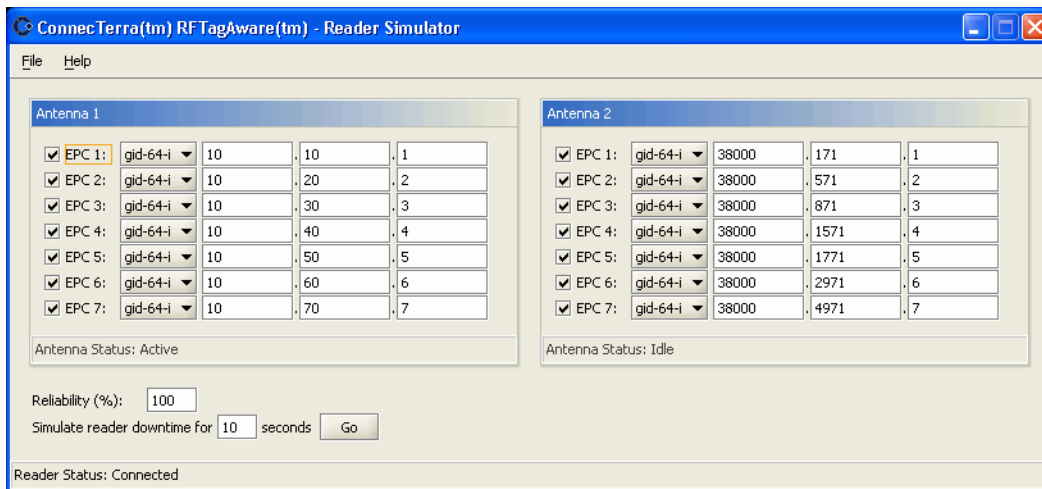 ConnecTerra(tm) RFTagAware(tm) - Reader Simulator
File Help
Antenna 1
EPC 1: gid-64-i 10 . 10 . 1
EPC 2: gid-64-i 10 . 20 . 2
EPC 3: gid-64-i 10 . 30 . 3
EPC 4: gid-64-i 10 . 40 . 4
EPC 5: gid-64-i 10 . 50 . 5
EPC 6: gid-64-i 10 . 60 . 6
EPC 7: gid-64-i 10 . 70 . 7
Antenna Status: Active
Antenna 2
EPC 1: gid-64-i 38000 . 171 . 1
EPC 2: gid-64-i 38000 . 571 . 2
EPC 3: gid-64-i 38000 . 871 . 3
EPC 4: gid-64-i 38000 . 1571 . 4
EPC 5: gid-64-i 38000 . 1771 . 5
EPC 6: gid-64-i 38000 . 2971 . 6
EPC 7: gid-64-i 38000 . 4971 . 7
Antenna Status: Idle
Reliability (%): 100
Simulate reader downtime for 10 seconds Go
Reader Status: Connected